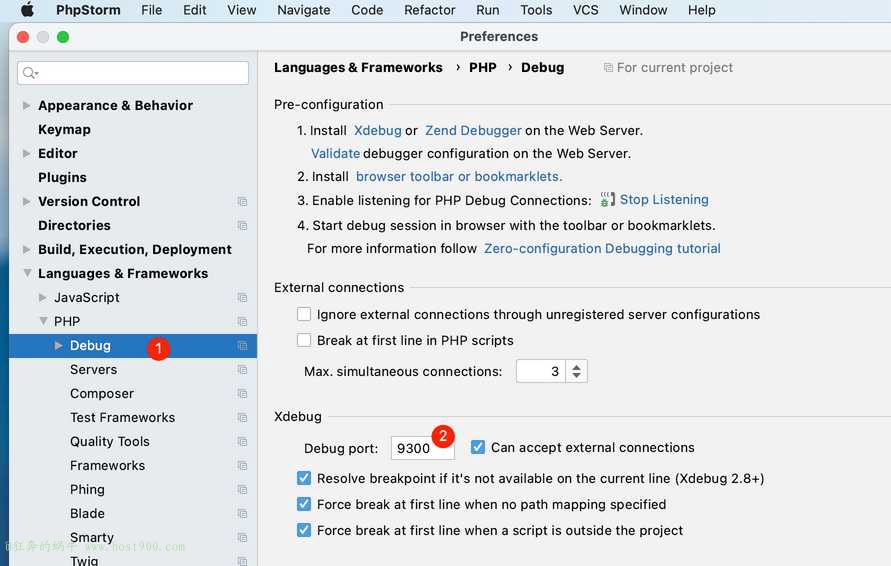 PhpStorm File Edit View Navigate Code Refactor Run Tools VCS Window Help
Preferences
Languages & Frameworks › PHP › Debug For current project
Appearance & Behavior
Keymap
Editor
Plugins
Version Control
Directories
Build, Execution, Deployment
Languages & Frameworks
JavaScript
PHP
Debug 1
Servers
Composer
Test Frameworks
Quality Tools
Frameworks
Phing
Blade
Smarty
Twig
Pre-configuration
1. Install Xdebug or Zend Debugger on the Web Server.
Validate debugger configuration on the Web Server.
2. Install browser toolbar or bookmarklets.
3. Enable listening for PHP Debug Connections: Stop Listening
4. Start debug session in browser with the toolbar or bookmarklets.
For more information follow Zero-configuration Debugging tutorial
External connections
Ignore external connections through unregistered server configurations
Break at first line in PHP scripts
Max. simultaneous connections: 3
Xdebug
Debug port: 9300 2 Can accept external connections
Resolve breakpoint if it's not available on the current line (Xdebug 2.8+)
Force break at first line when no path mapping specified
Force break at first line when a script is outside the project
狂奔的蜗牛 www.host900.com